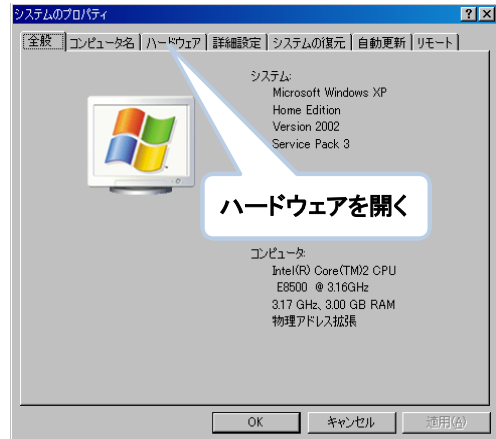 システムのプロパティ
全般 コンピュータ名 ハードウェア 詳細設定 システムの復元 自動更新 リモート
システム:
Microsoft Windows XP
Home Edition
Version 2002
Service Pack 3
ハードウェアを開く
コンピュータ:
Intel(R) Core(TM)2 CPU
E8500 @ 3.16GHz
3.17 GHz、3.00 GB RAM
物理アドレス拡張
OK キャンセル 適用(A)